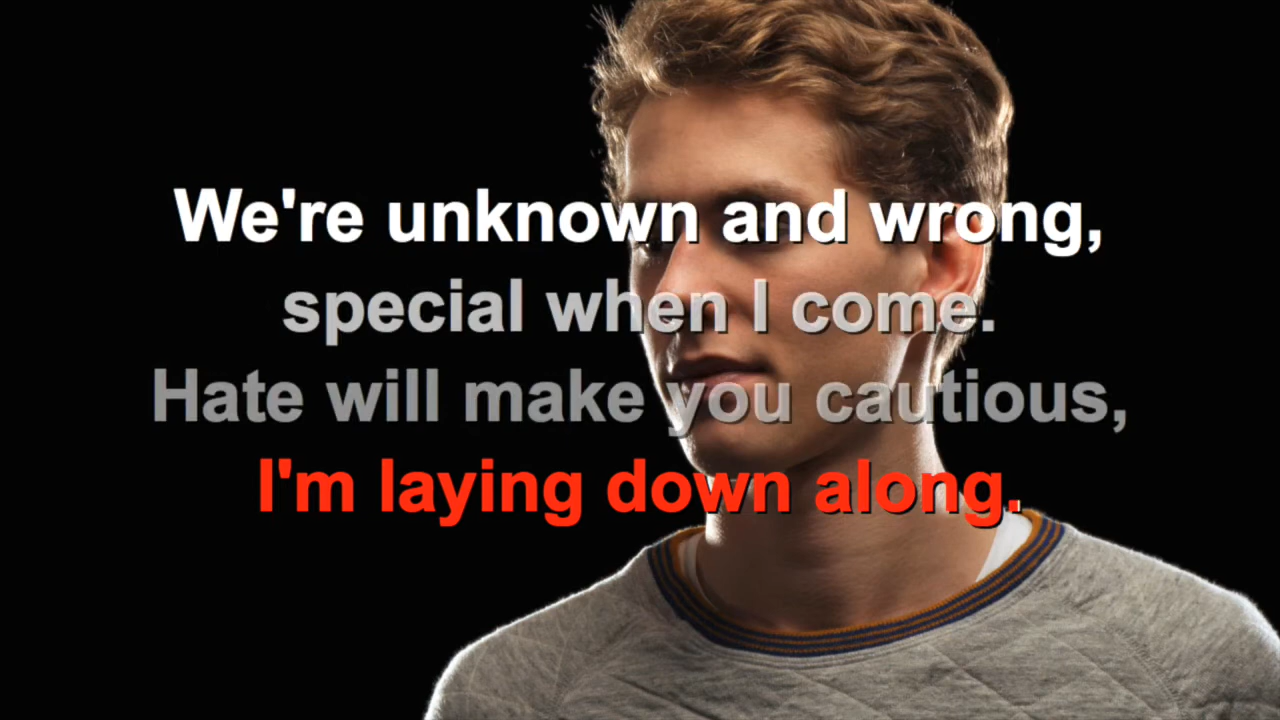 We're unknown and wrong,
special when I come.
Hate will make you cautious,
I'm laying down along.